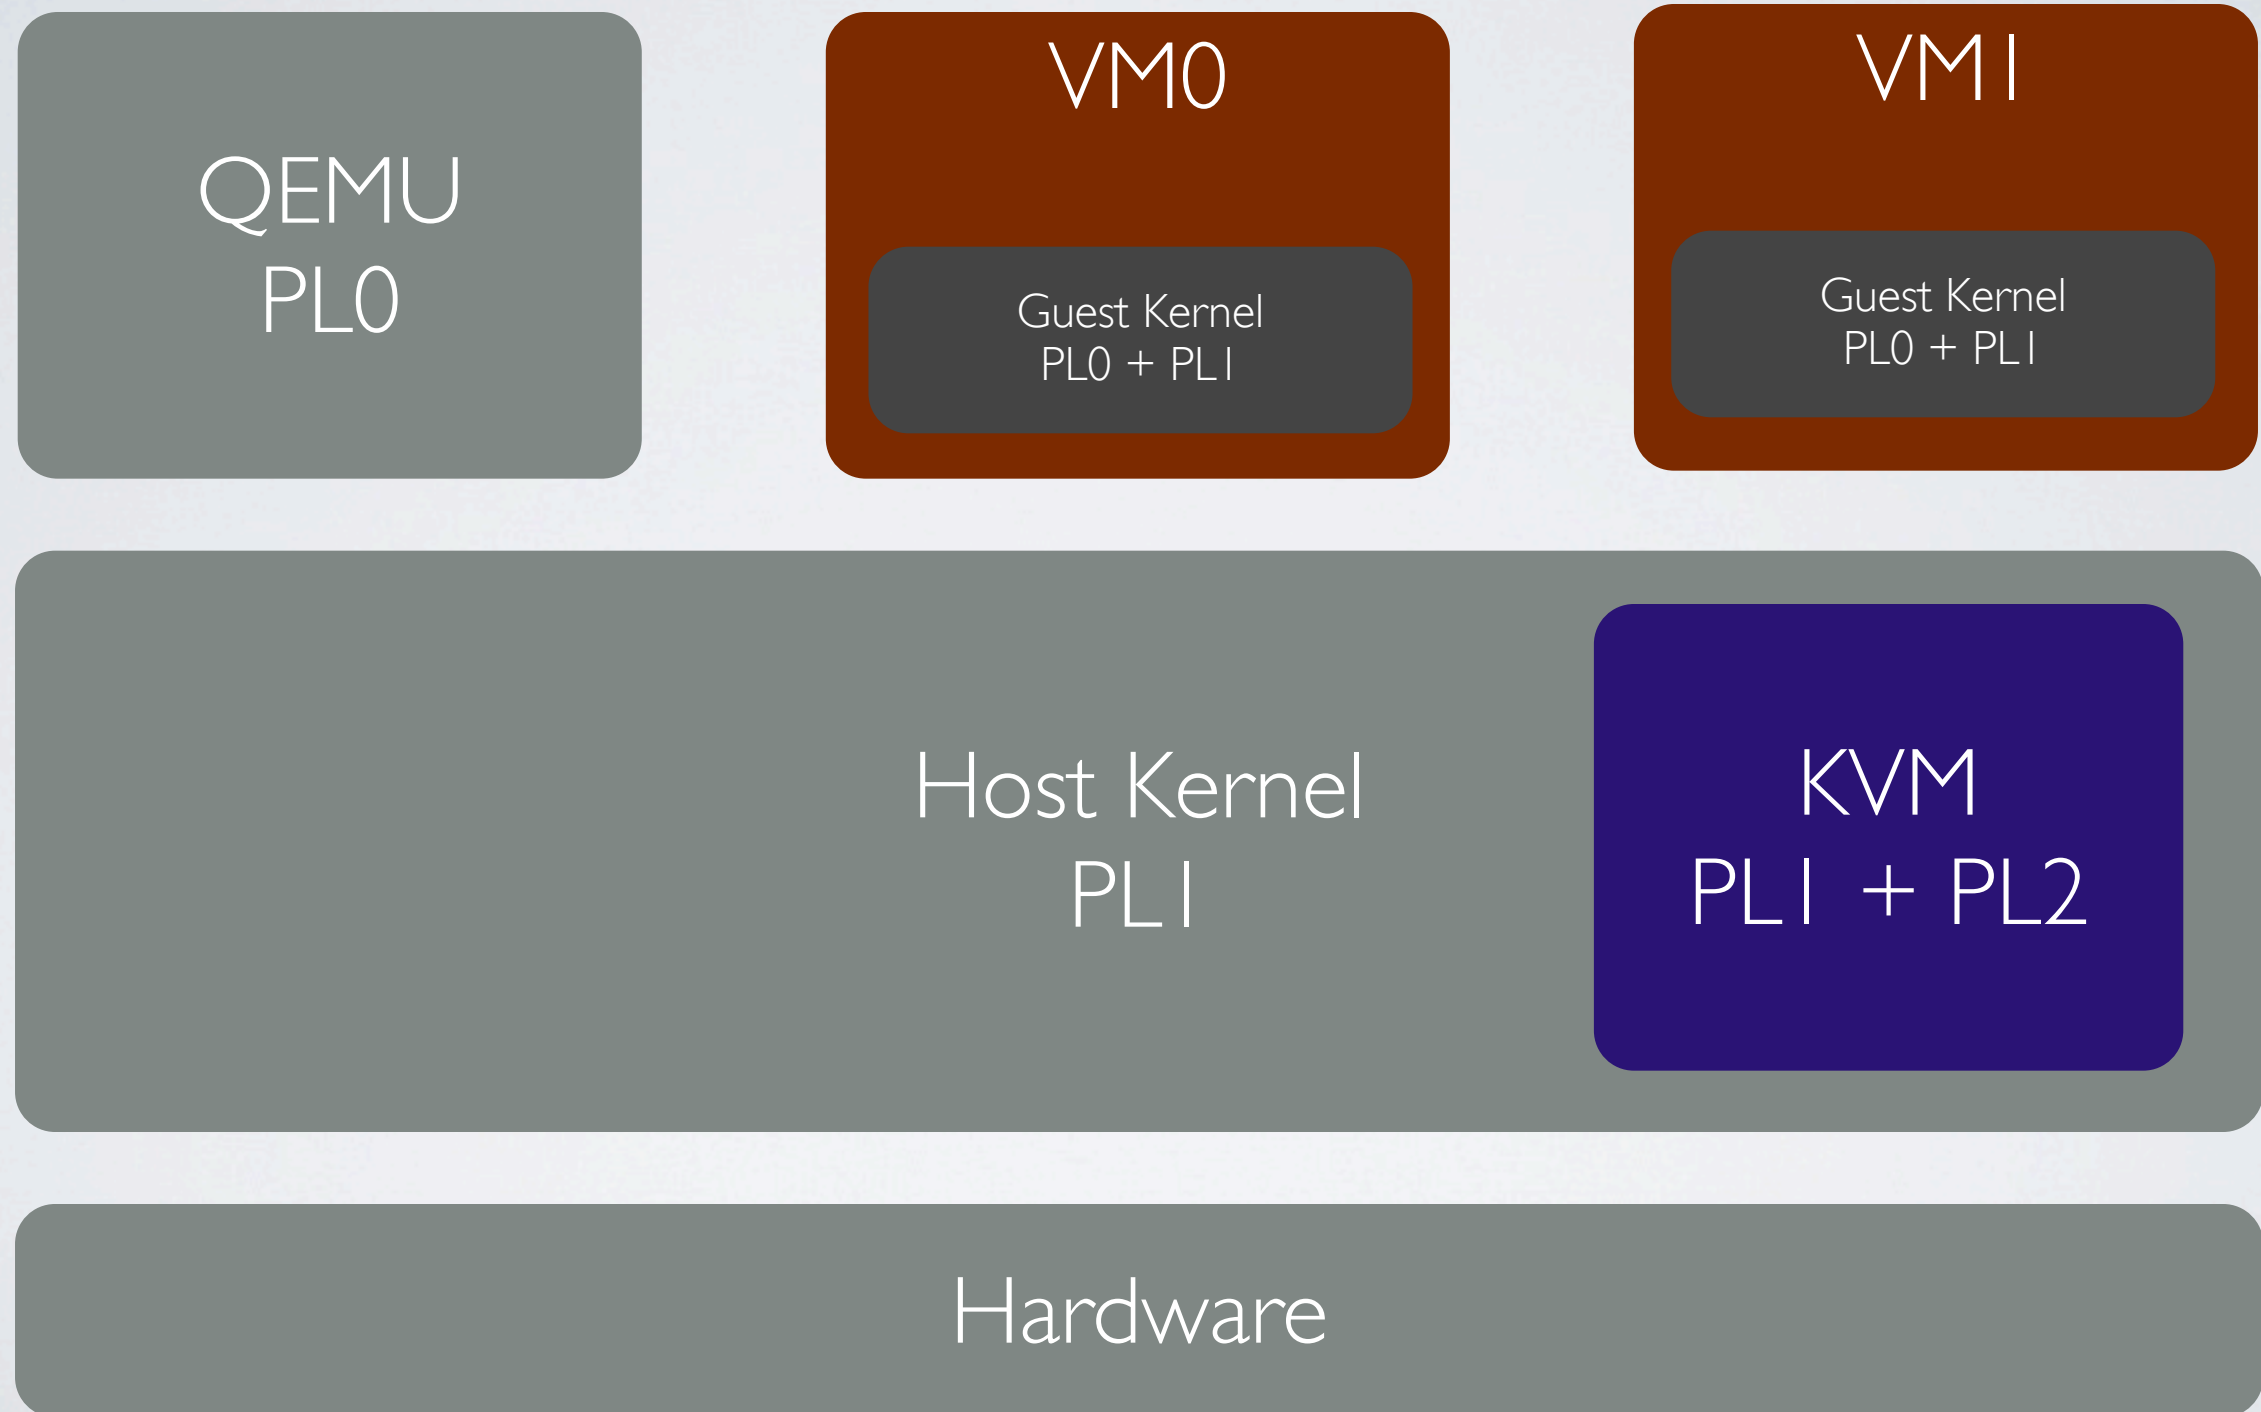 QEMU
PL0
VM0
Guest Kernel
PL0 + PL1
VM1
Guest Kernel
PL0 + PL1
Host Kernel
PL1
KVM
PL1 + PL2
Hardware